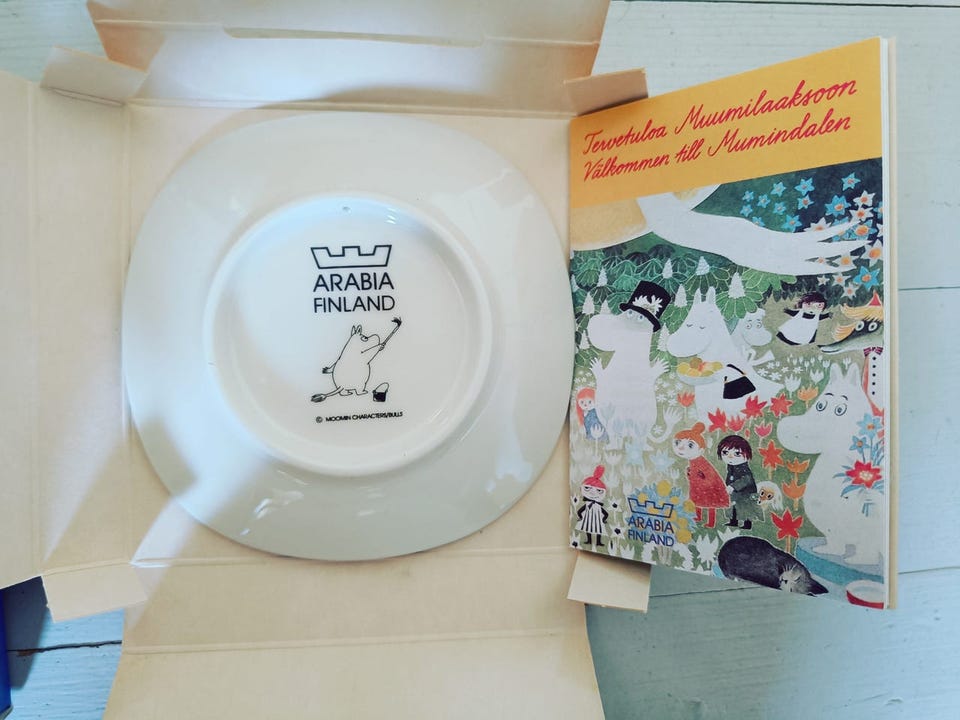 ARABIA
FINLAND
© MOOMIN CHARACTERS/BULLS
Tervetuloa Muumilaaksoon
Välkommen till Mumindalen
ARABIA
FINLAND